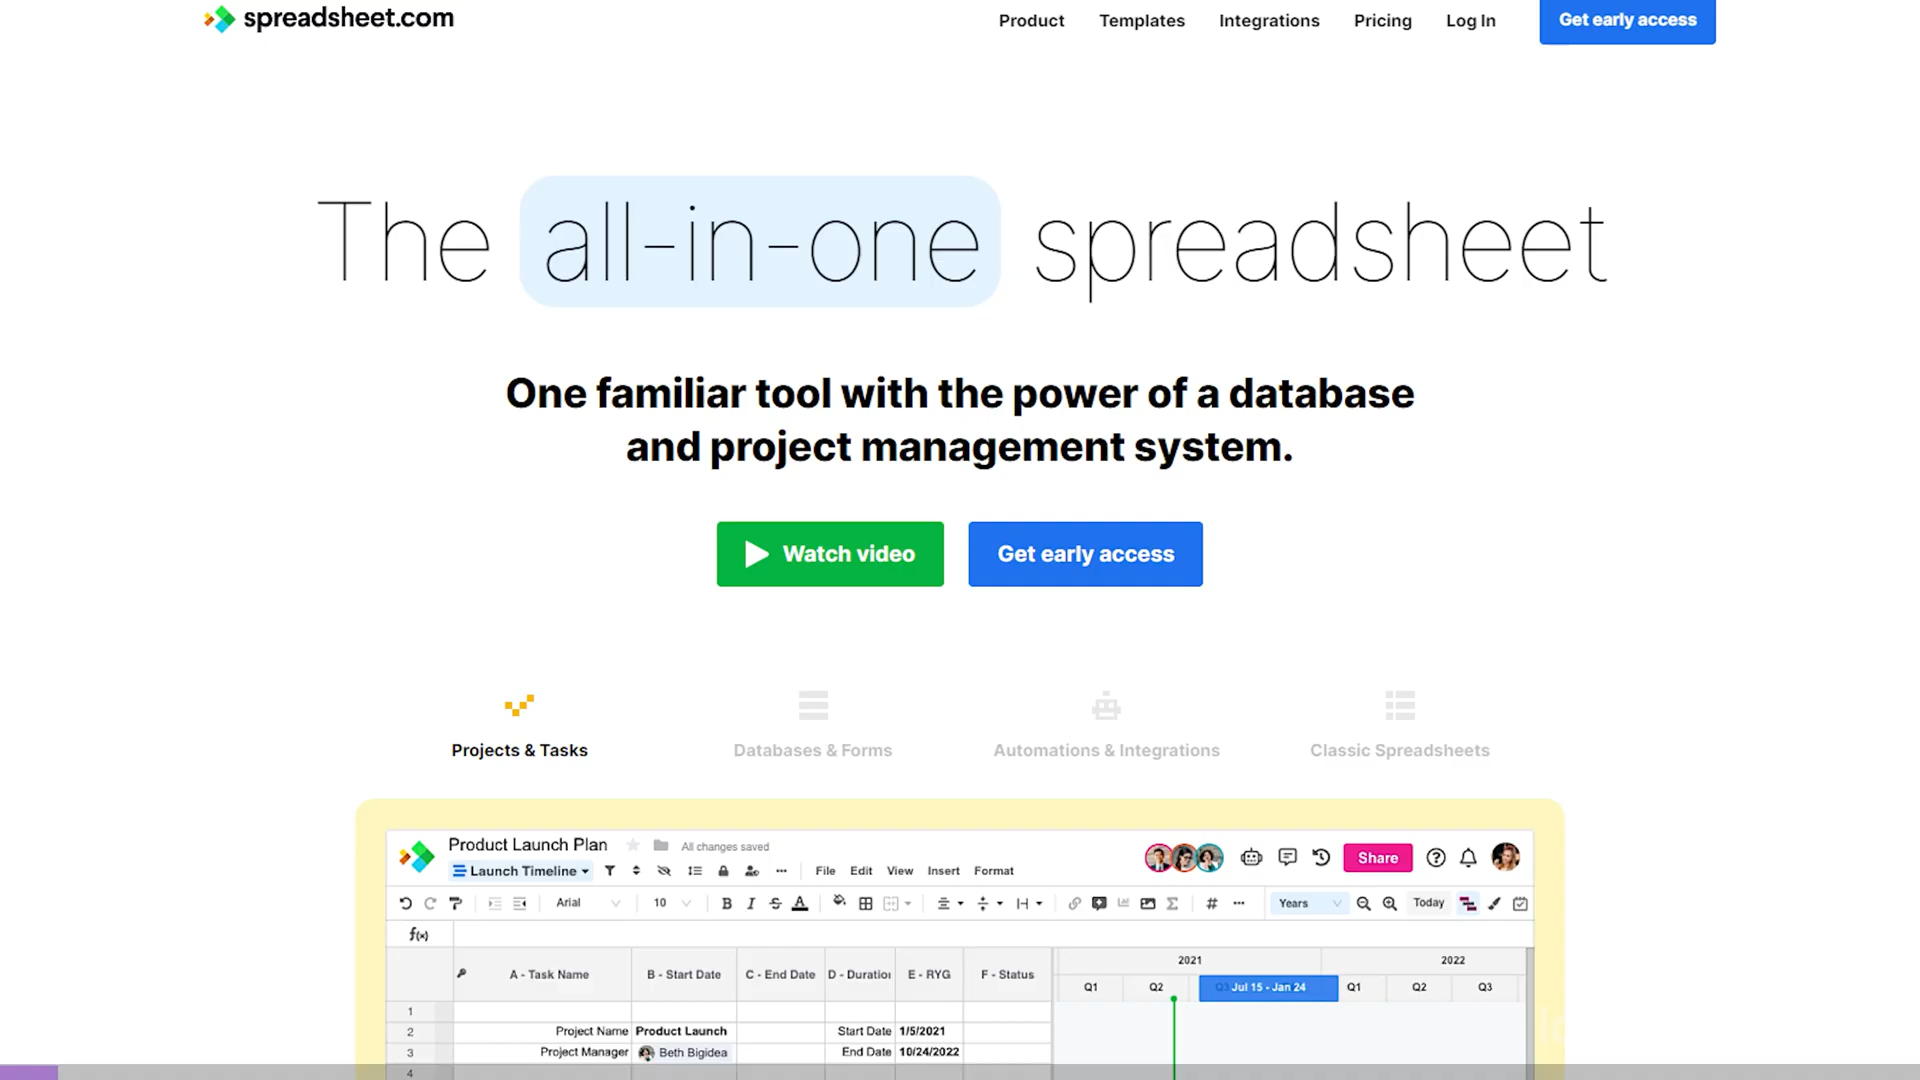 spreadsheet.com
Product Templates Integrations Pricing Log In Get early access
The all-in-one spreadsheet
One familiar tool with the power of a database
and project management system.
Watch video Get early access
Projects & Tasks Databases & Forms Automations & Integrations Classic Spreadsheets
Product Launch Plan All changes saved
Share
Launch Timeline File Edit View Insert Format
Arial 10 B I S A Σ # Years Today
f(x)
A - Task Name B - Start Date C - End Date D - Duration E - RYG F - Status
2021 2022
Q1 Q2 Q3 Jul 15 - Jan 24 Q1 Q2 Q3
1
2 Project Name Product Launch Start Date 1/5/2021
3 Project Manager Beth Bigidea End Date 10/24/2022
4